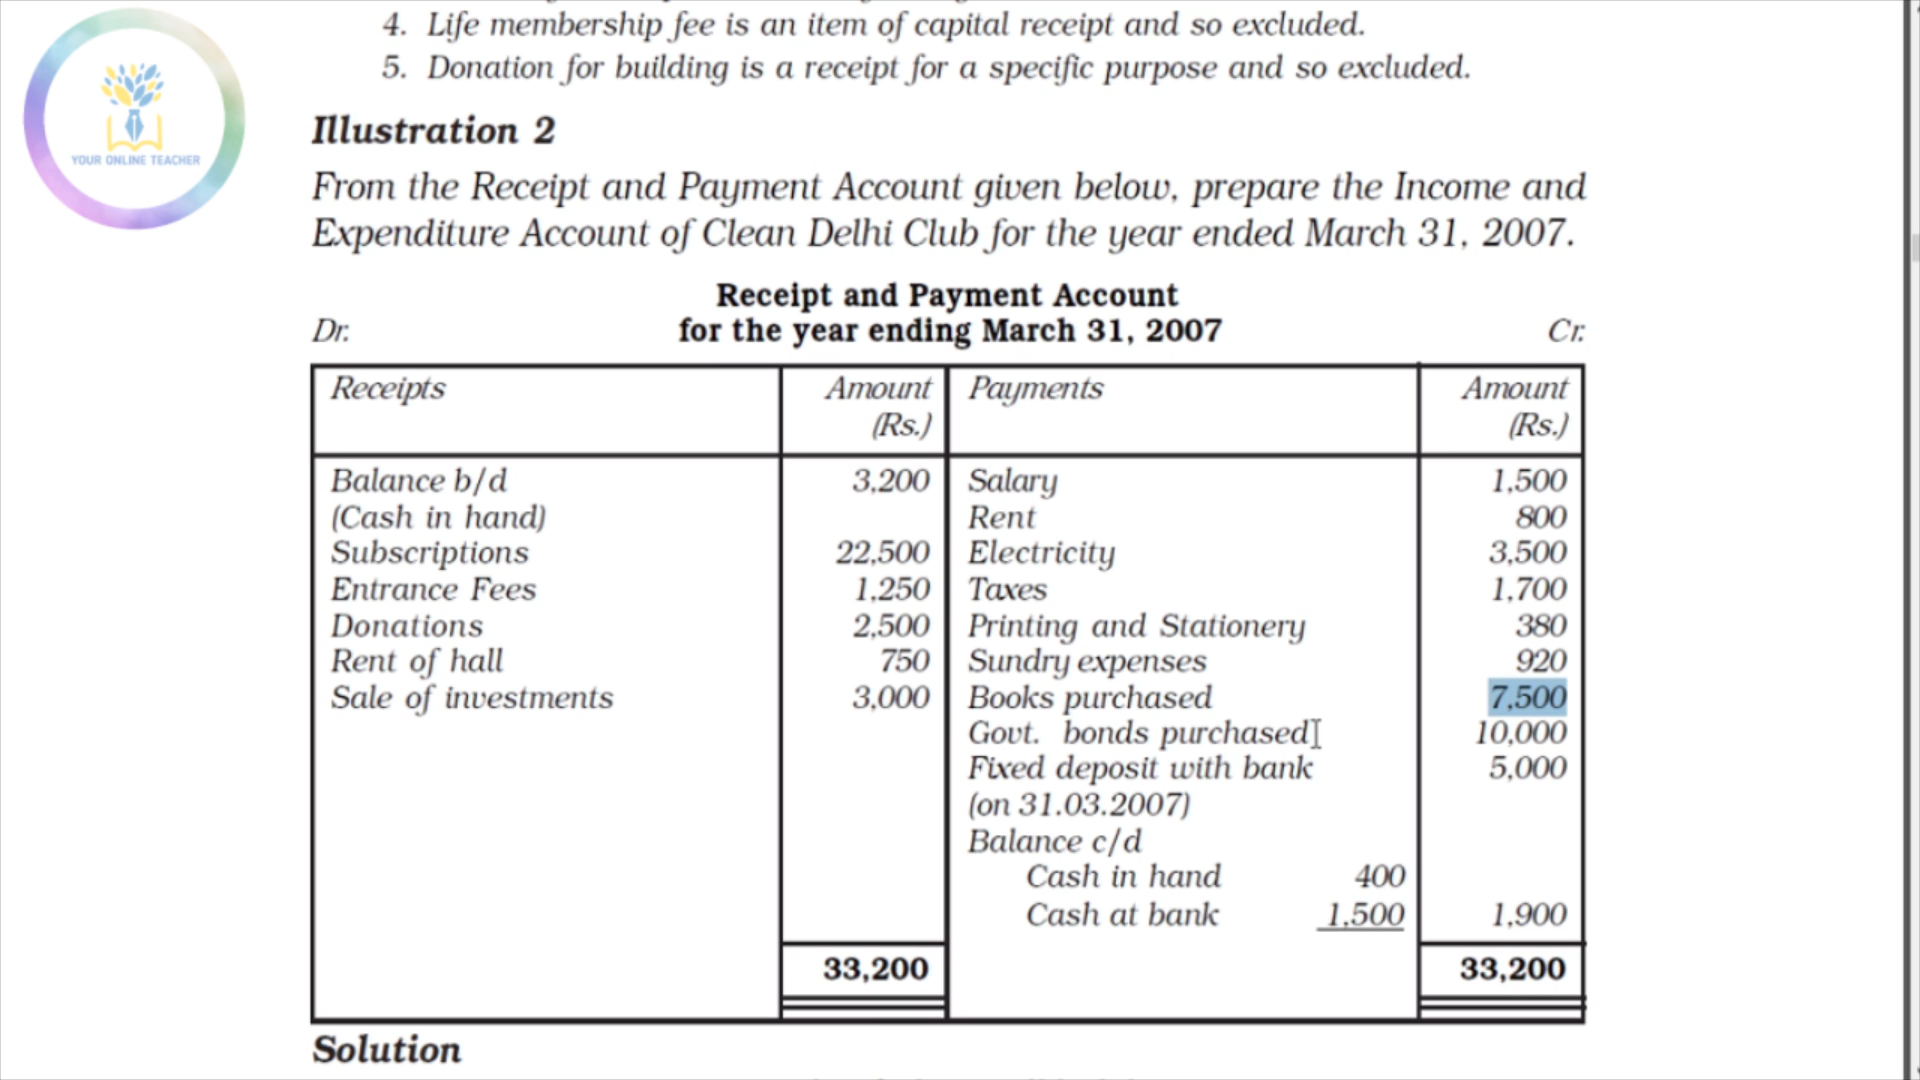 4. Life membership fee is an item of capital receipt and so excluded.
5. Donation for building is a receipt for a specific purpose and so excluded.
YOUR ONLINE TEACHER
Illustration 2
From the Receipt and Payment Account given below, prepare the Income and
Expenditure Account of Clean Delhi Club for the year ended March 31, 2007.
Receipt and Payment Account
Dr. for the year ending March 31, 2007 Cr.
Receipts Amount (Rs.) Payments Amount (Rs.)
Balance b/d 3,200 Salary 1,500
(Cash in hand) Rent 800
Subscriptions 22,500 Electricity 3,500
Entrance Fees 1,250 Taxes 1,700
Donations 2,500 Printing and Stationery 380
Rent of hall 750 Sundry expenses 920
Sale of investments 3,000 Books purchased 7,500
Govt. bonds purchased 10,000
Fixed deposit with bank 5,000
(on 31.03.2007)
Balance c/d
Cash in hand 400
Cash at bank 1,500 1,900
33,200 33,200
Solution